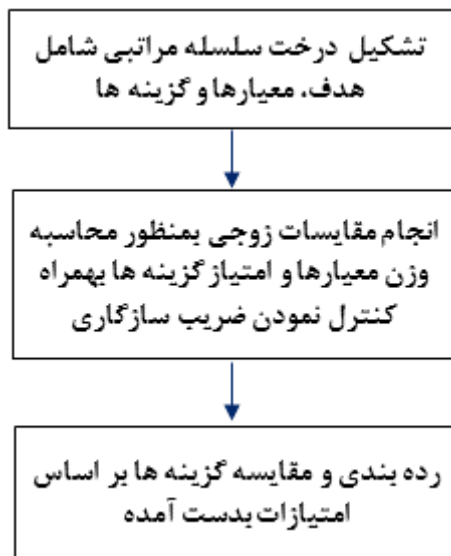 تشکیل درخت سلسله مراتبی شامل
هدف، معیارها و گزینه ها
انجام مقایسات زوجی بمنظور محاسبه
وزن معیارها و امتیاز گزینه ها بهمراه
کنترل نمودن ضریب سازگاری
رده بندی و مقایسه گزینه ها بر اساس
امتیازات بدست آمده